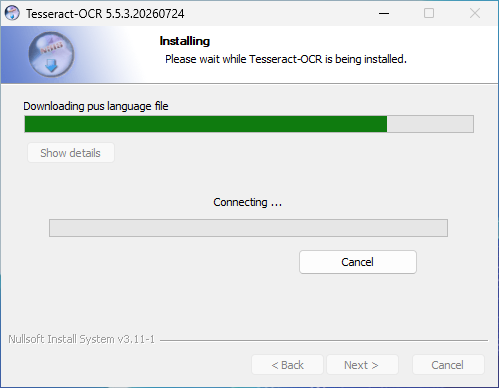 Tesseract-OCR 5.5.3.20260724
Installing
Please wait while Tesseract-OCR is being installed.
Downloading pus language file
Show details
Connecting ...
Cancel
Nullsoft Install System v3.11-1
< Back
Next >
Cancel